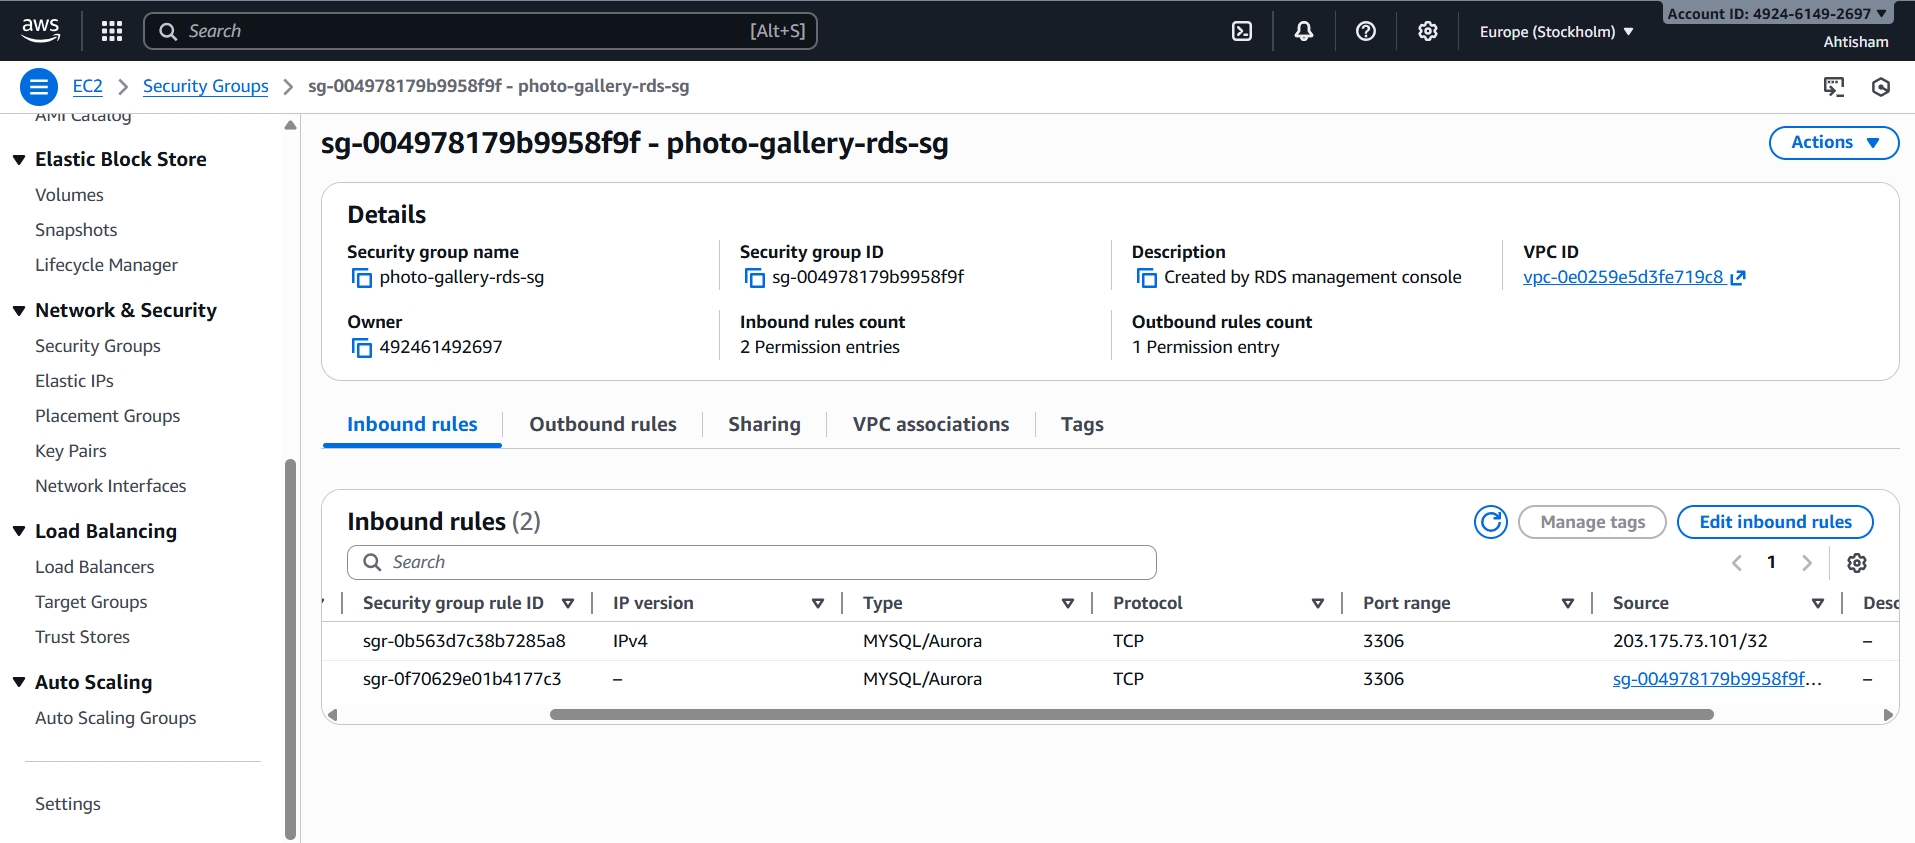 aws
Search [Alt+S]
Europe (Stockholm)
Account ID: 4924-6149-2697
Ahtisham
EC2 Security Groups sg-004978179b9958f9f - photo-gallery-rds-sg
AMI Catalog
Elastic Block Store
Volumes
Snapshots
Lifecycle Manager
Network & Security
Security Groups
Elastic IPs
Placement Groups
Key Pairs
Network Interfaces
Load Balancing
Load Balancers
Target Groups
Trust Stores
Auto Scaling
Auto Scaling Groups
Settings
sg-004978179b9958f9f - photo-gallery-rds-sg
Actions
Details
Security group name
photo-gallery-rds-sg
Security group ID
sg-004978179b9958f9f
Description
Created by RDS management console
VPC ID
vpc-0e0259e5d3fe719c8
Owner
492461492697
Inbound rules count
2 Permission entries
Outbound rules count
1 Permission entry
Inbound rules Outbound rules Sharing VPC associations Tags
Inbound rules (2)
Manage tags
Edit inbound rules
Search
1
Security group rule ID IP version Type Protocol Port range Source Desc
sgr-0b563d7c38b7285a8 IPv4 MYSQL/Aurora TCP 3306 203.175.73.101/32 –
sgr-0f70629e01b4177c3 – MYSQL/Aurora TCP 3306 sg-004978179b9958f9f... –